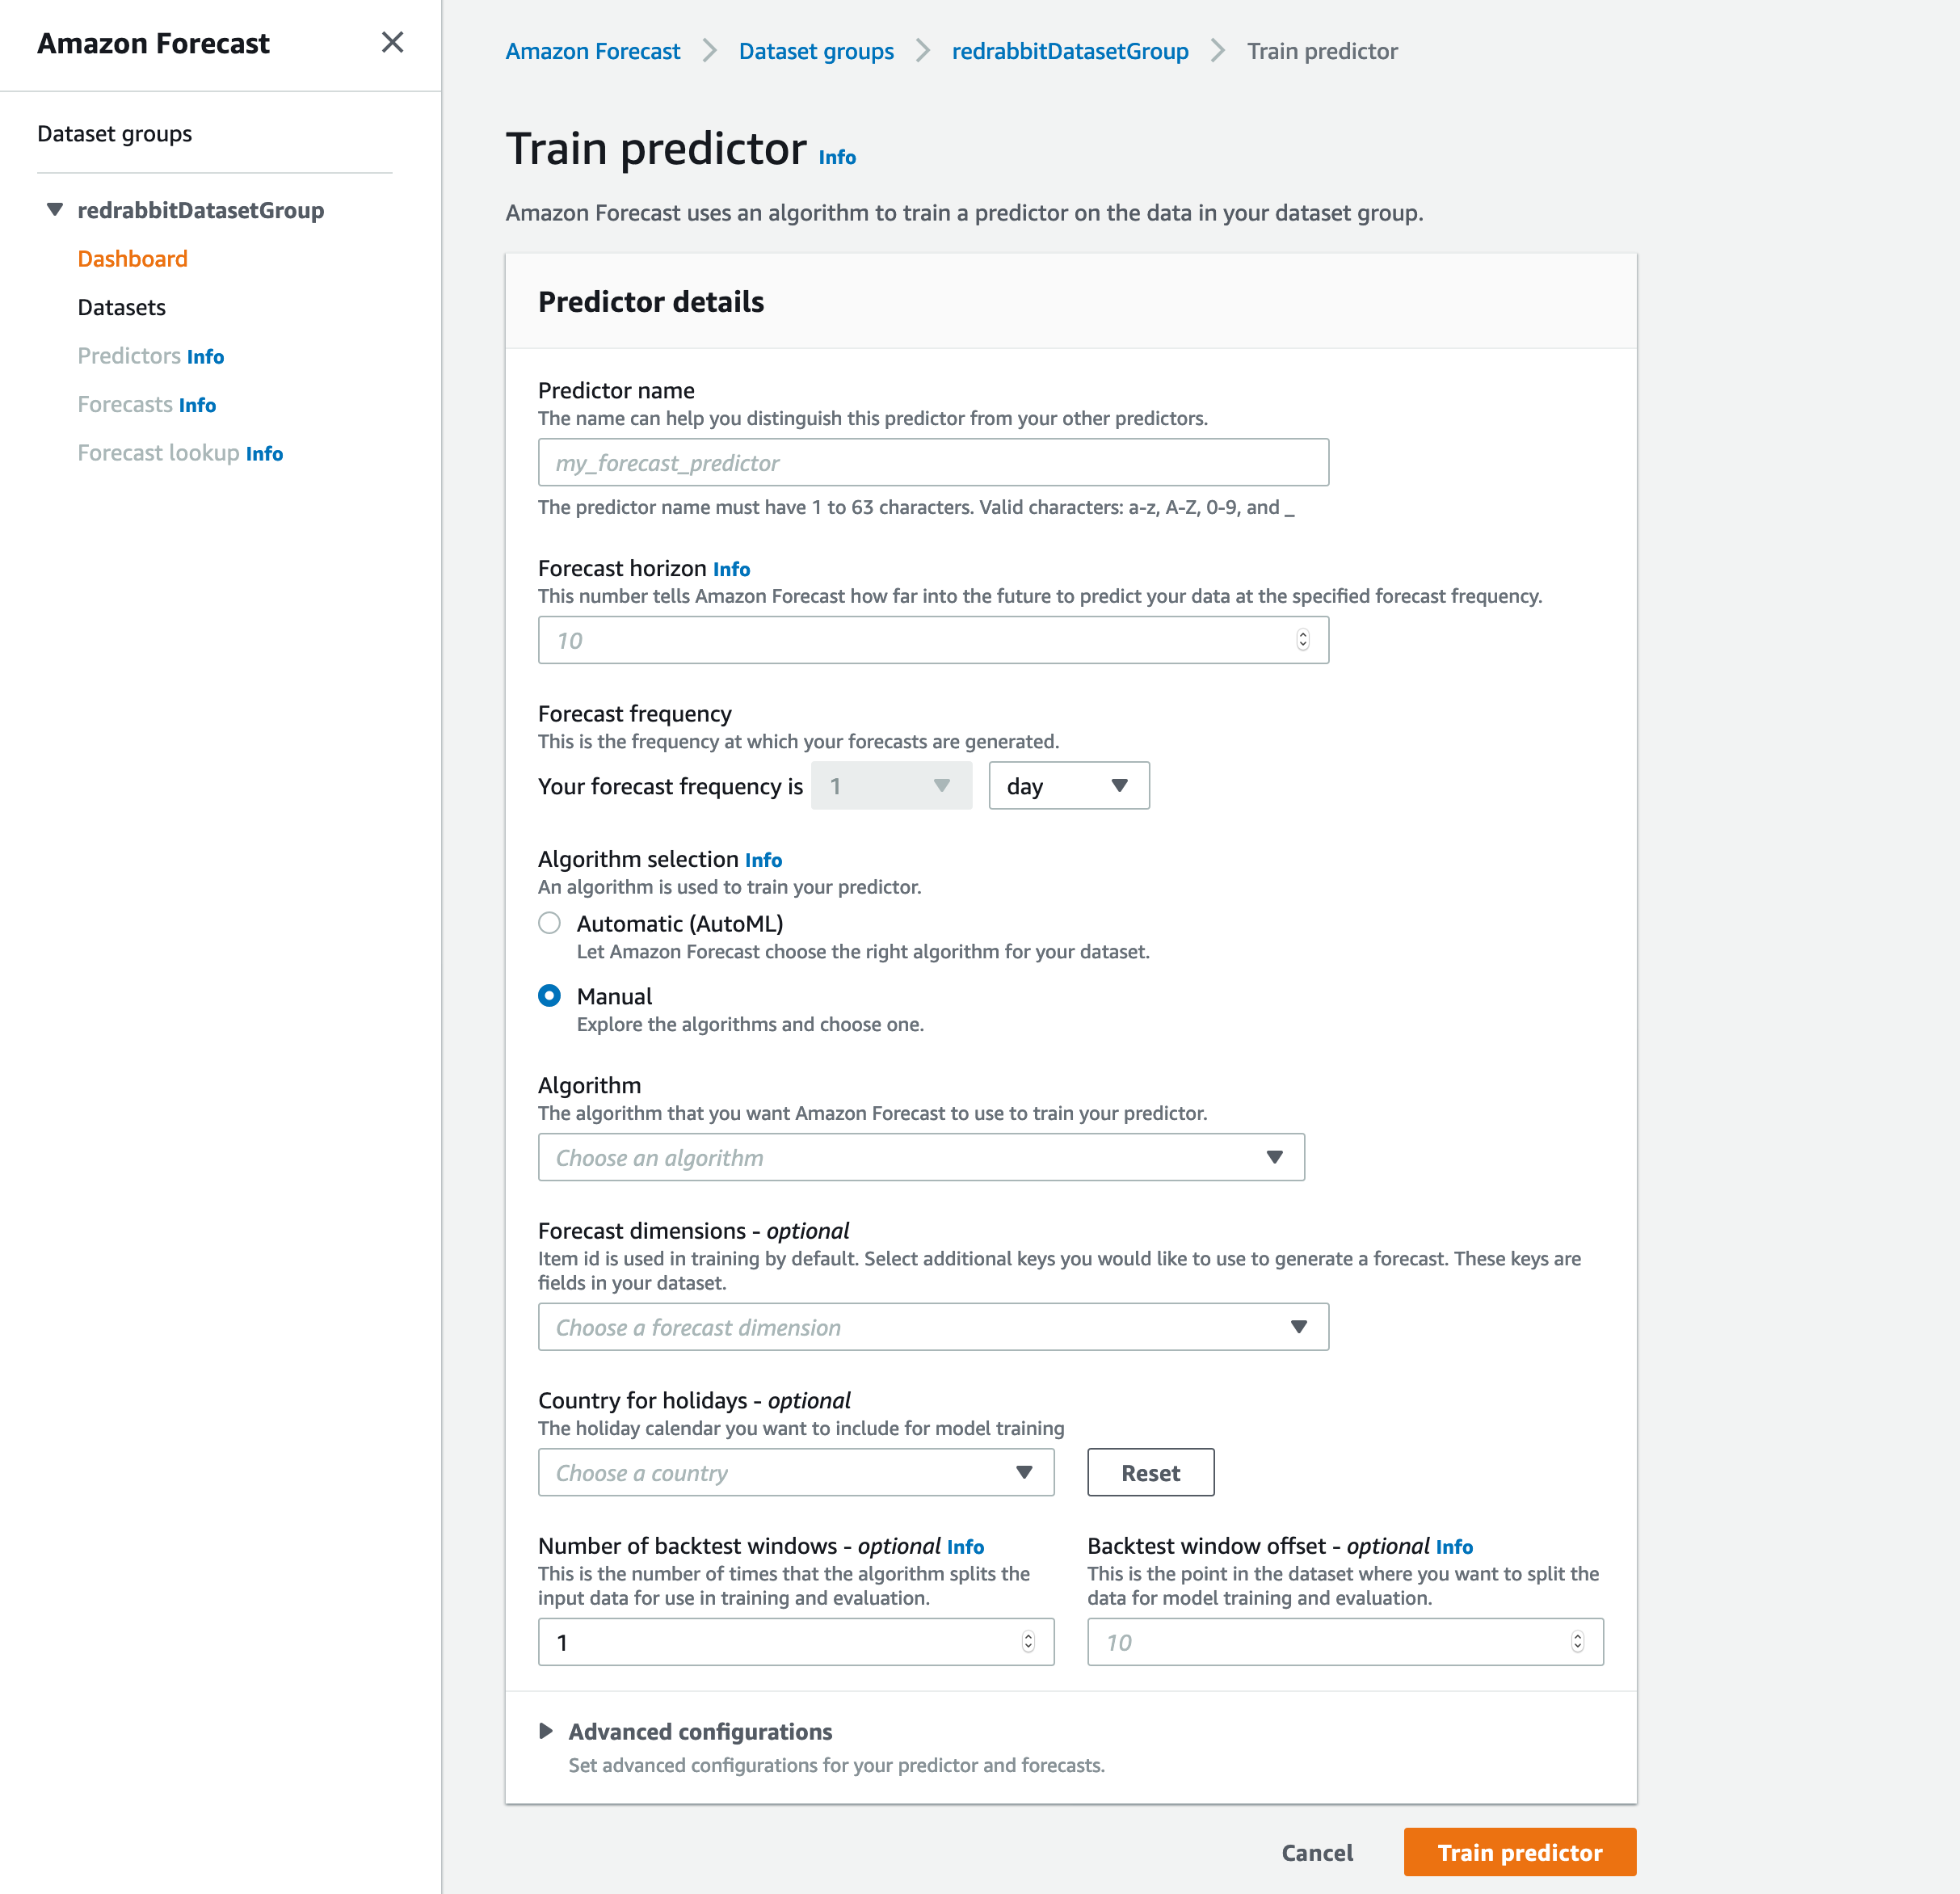 Amazon Forecast
Dataset groups
redrabbitDatasetGroup
Dashboard
Datasets
Predictors Info
Forecasts Info
Forecast lookup Info
Amazon Forecast > Dataset groups > redrabbitDatasetGroup > Train predictor
Train predictor Info
Amazon Forecast uses an algorithm to train a predictor on the data in your dataset group.
Predictor details
Predictor name
The name can help you distinguish this predictor from your other predictors.
my_forecast_predictor
The predictor name must have 1 to 63 characters. Valid characters: a-z, A-Z, 0-9, and _
Forecast horizon Info
This number tells Amazon Forecast how far into the future to predict your data at the specified forecast frequency.
10
Forecast frequency
This is the frequency at which your forecasts are generated.
Your forecast frequency is 1 day
Algorithm selection Info
An algorithm is used to train your predictor.
Automatic (AutoML)
Let Amazon Forecast choose the right algorithm for your dataset.
Manual
Explore the algorithms and choose one.
Algorithm
The algorithm that you want Amazon Forecast to use to train your predictor.
Choose an algorithm
Forecast dimensions - optional
Item id is used in training by default. Select additional keys you would like to use to generate a forecast. These keys are
fields in your dataset.
Choose a forecast dimension
Country for holidays - optional
The holiday calendar you want to include for model training
Choose a country
Reset
Number of backtest windows - optional Info
This is the number of times that the algorithm splits the
input data for use in training and evaluation.
1
Backtest window offset - optional Info
This is the point in the dataset where you want to split the
data for model training and evaluation.
10
Advanced configurations
Set advanced configurations for your predictor and forecasts.
Cancel
Train predictor